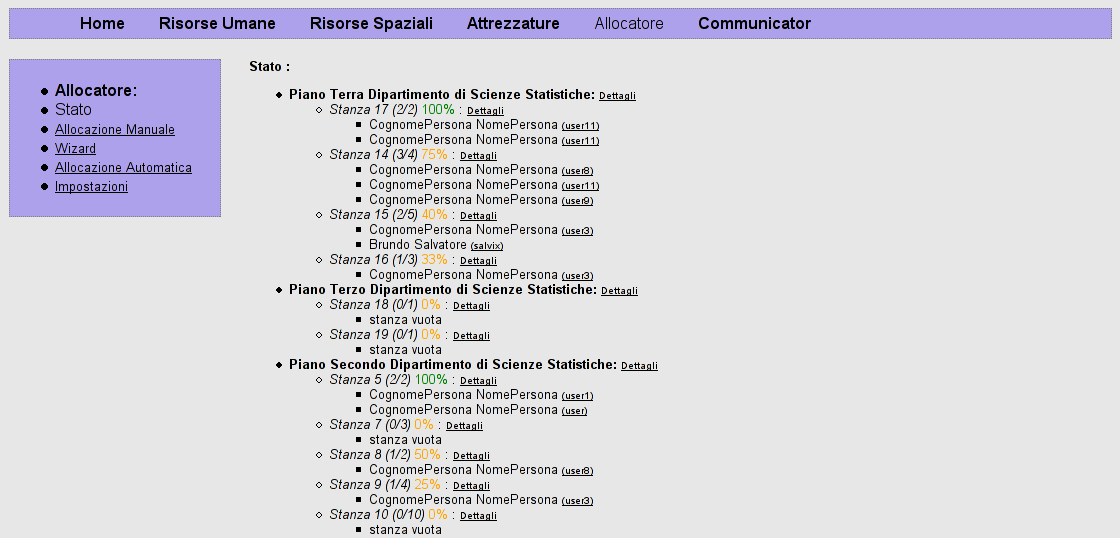 Home Risorse Umane Risorse Spaziali Attrezzature Allocatore Communicator
Allocatore:
Stato
Allocazione Manuale
Wizard
Allocazione Automatica
Impostazioni
Stato :
Piano Terra Dipartimento di Scienze Statistiche: Dettagli
Stanza 17 (2/2) 100% : Dettagli
CognomePersona NomePersona (user11)
CognomePersona NomePersona (user11)
Stanza 14 (3/4) 75% : Dettagli
CognomePersona NomePersona (user8)
CognomePersona NomePersona (user11)
CognomePersona NomePersona (user9)
Stanza 15 (2/5) 40% : Dettagli
CognomePersona NomePersona (user3)
Brundo Salvatore (salvix)
Stanza 16 (1/3) 33% : Dettagli
CognomePersona NomePersona (user3)
Piano Terzo Dipartimento di Scienze Statistiche: Dettagli
Stanza 18 (0/1) 0% : Dettagli
stanza vuota
Stanza 19 (0/1) 0% : Dettagli
stanza vuota
Piano Secondo Dipartimento di Scienze Statistiche: Dettagli
Stanza 5 (2/2) 100% : Dettagli
CognomePersona NomePersona (user1)
CognomePersona NomePersona (user)
Stanza 7 (0/3) 0% : Dettagli
stanza vuota
Stanza 8 (1/2) 50% : Dettagli
CognomePersona NomePersona (user8)
Stanza 9 (1/4) 25% : Dettagli
CognomePersona NomePersona (user3)
Stanza 10 (0/10) 0% : Dettagli
stanza vuota